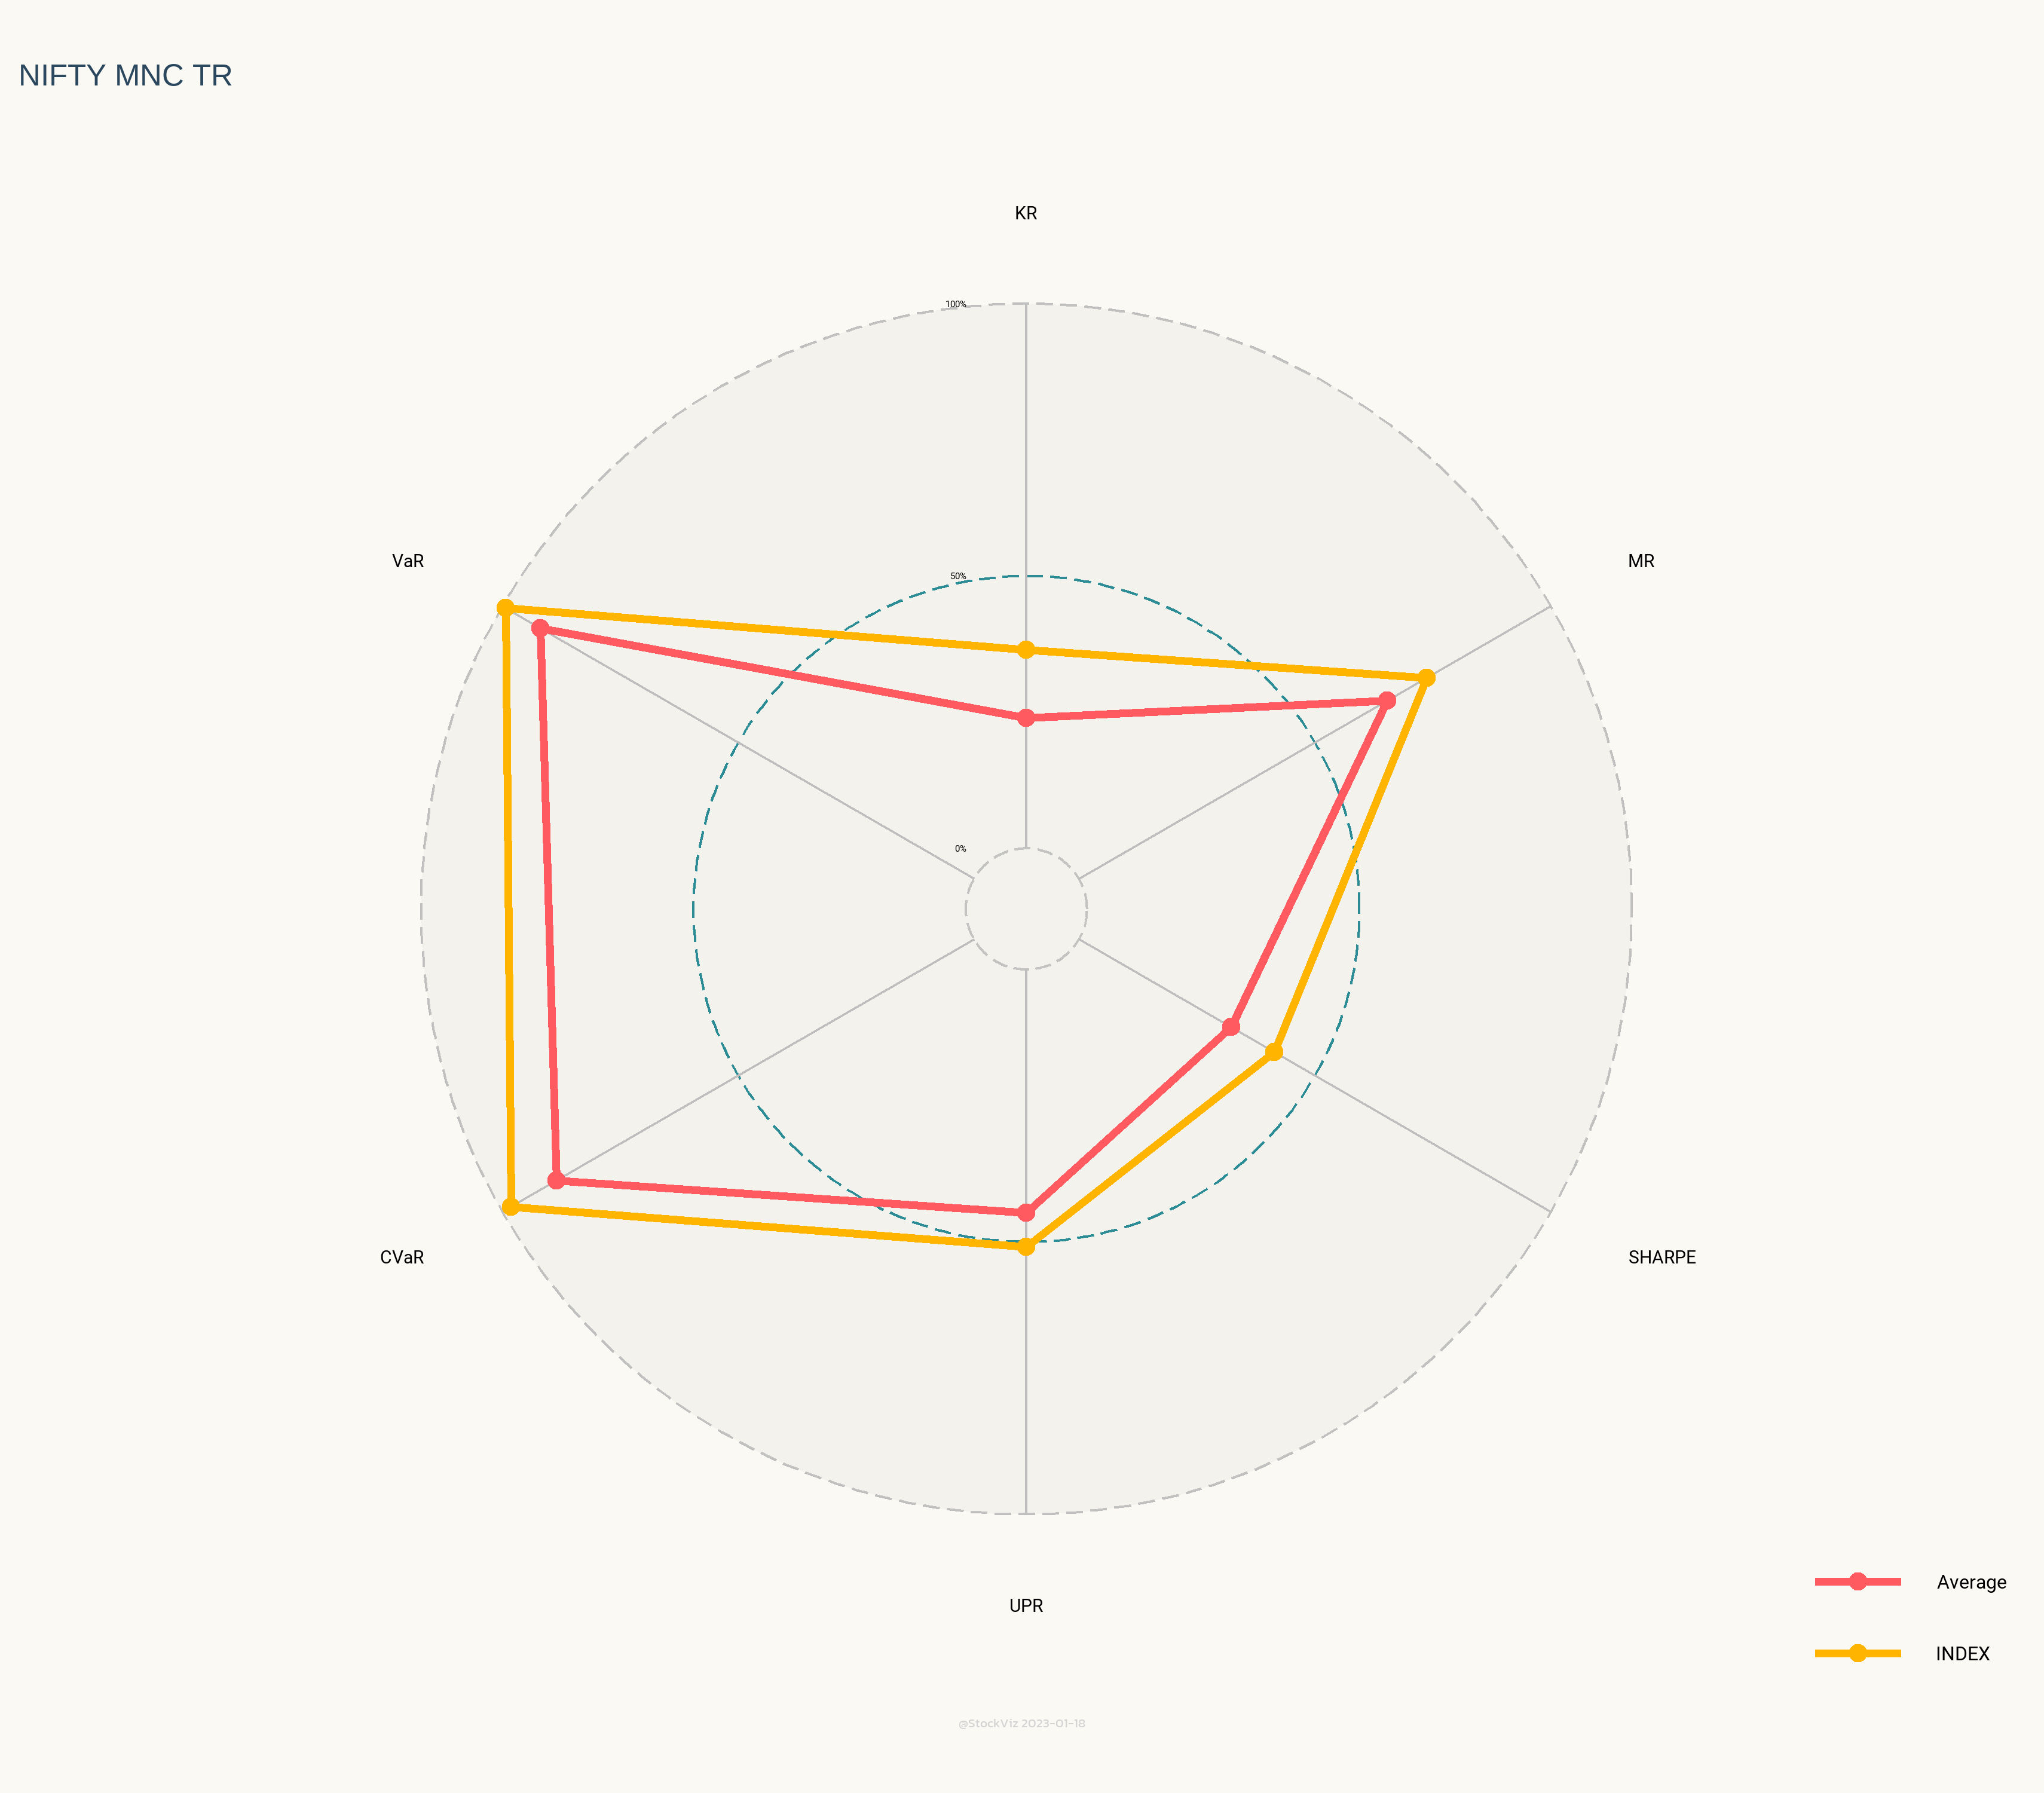 NIFTY MNC TR
KR
100%
VaR
MR
50%
0%
CVaR
SHARPE
UPR
Average
INDEX
@StockViz 2023-01-18